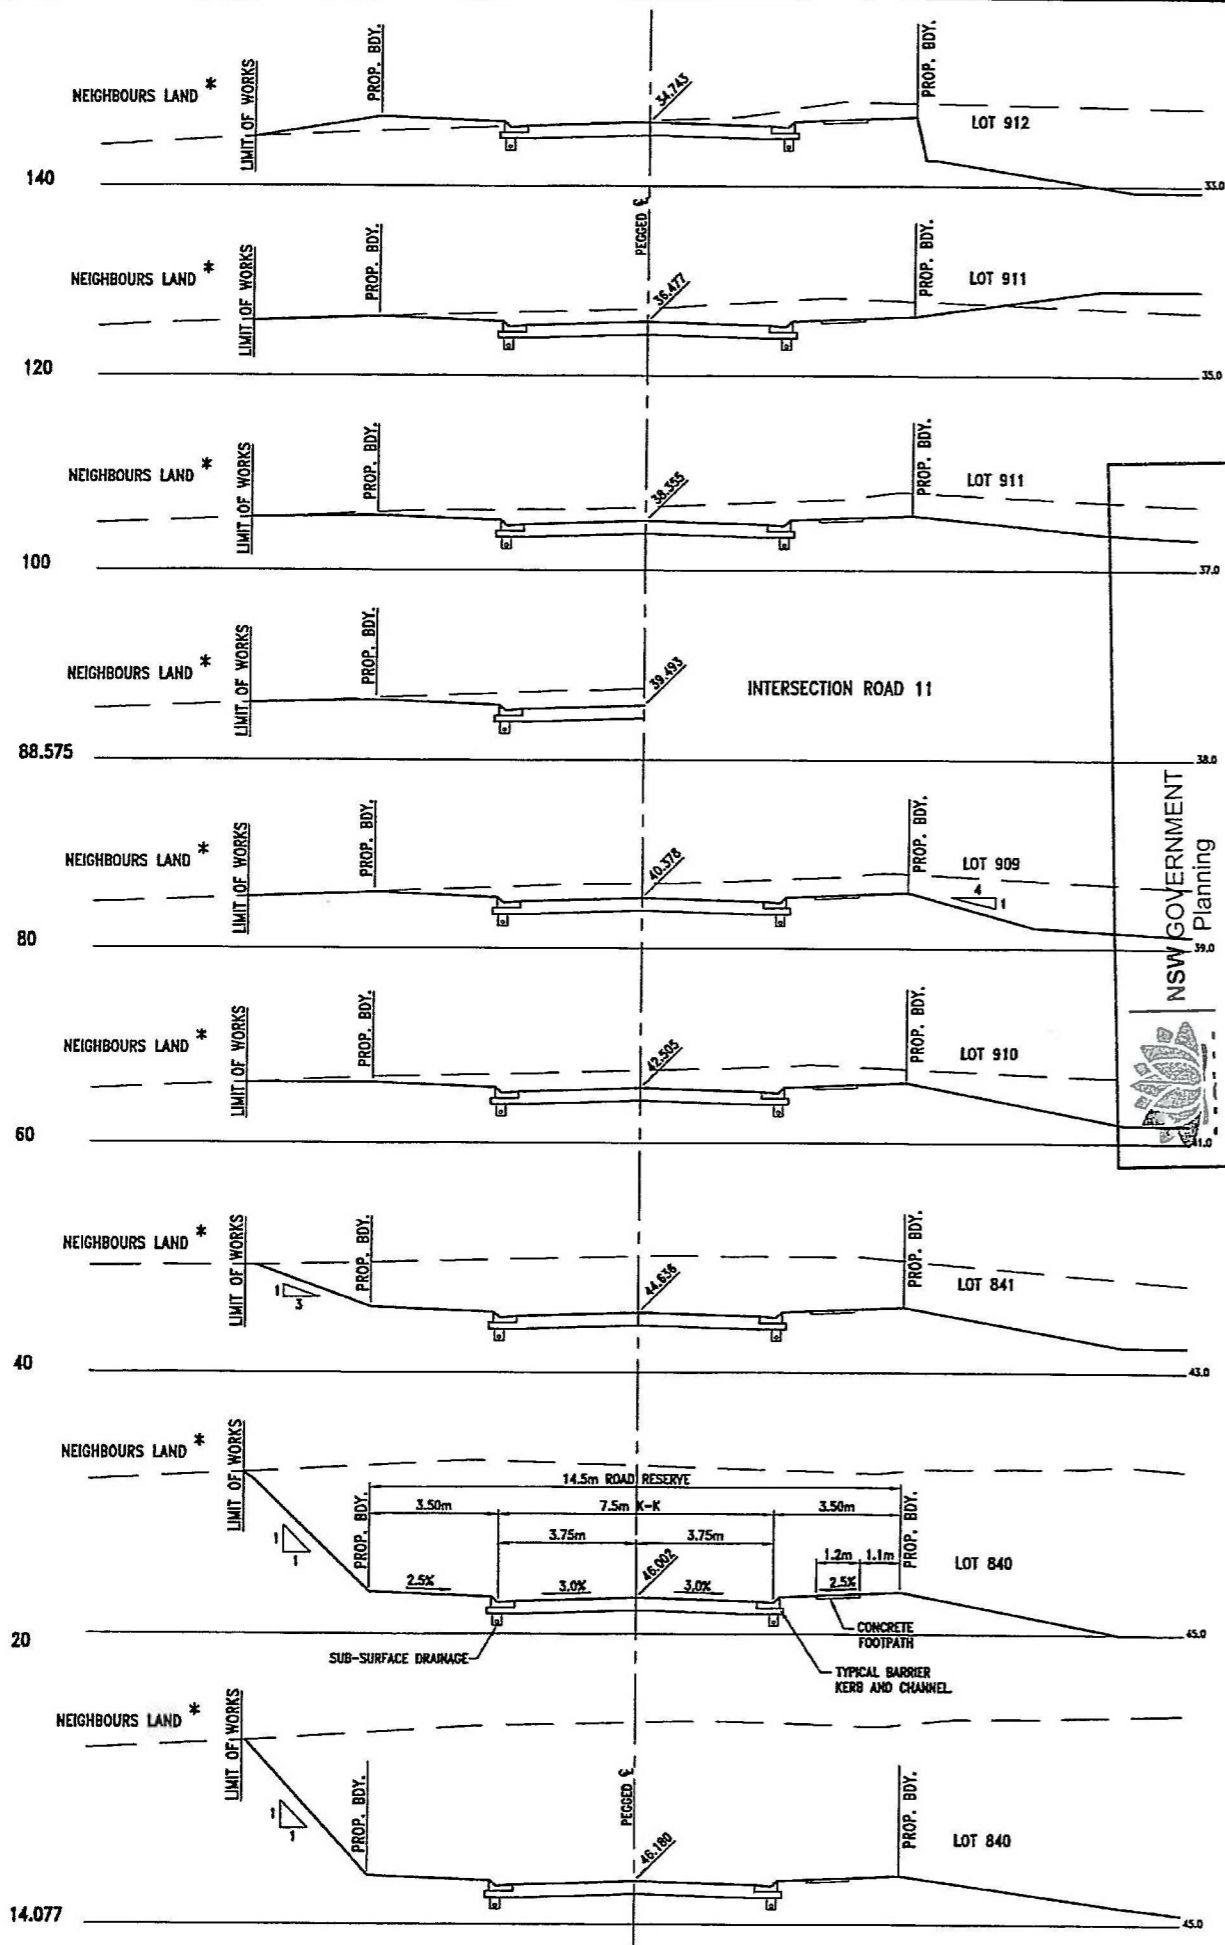 NEIGHBOURS LAND *
LIMIT OF WORKS
PROP. BDY.
34.743
PROP. BDY.
LOT 912
140
33.0
PEGGED ℄
NEIGHBOURS LAND *
LIMIT OF WORKS
PROP. BDY.
36.477
PROP. BDY.
LOT 911
120
35.0
NEIGHBOURS LAND *
LIMIT OF WORKS
PROP. BDY.
38.355
PROP. BDY.
LOT 911
100
37.0
NEIGHBOURS LAND *
LIMIT OF WORKS
PROP. BDY.
39.493
INTERSECTION ROAD 11
88.575
38.0
NEIGHBOURS LAND *
LIMIT OF WORKS
PROP. BDY.
40.378
PROP. BDY.
LOT 909
4
1
80
39.0
NSW GOVERNMENT
Planning
NEIGHBOURS LAND *
LIMIT OF WORKS
PROP. BDY.
42.505
PROP. BDY.
LOT 910
60
41.0
NEIGHBOURS LAND *
LIMIT OF WORKS
1
3
PROP. BDY.
44.636
PROP. BDY.
LOT 841
40
43.0
NEIGHBOURS LAND *
LIMIT OF WORKS
1
1
PROP. BDY.
14.5m ROAD RESERVE
3.50m
7.5m K-K
3.50m
3.75m
3.75m
1.2m
1.1m
PROP. BDY.
46.002
2.5%
3.0%
3.0%
2.5%
LOT 840
CONCRETE
FOOTPATH
20
45.0
SUB-SURFACE DRAINAGE
TYPICAL BARRIER
KERB AND CHANNEL
NEIGHBOURS LAND *
LIMIT OF WORKS
1
1
PROP. BDY.
PEGGED ℄
46.180
PROP. BDY.
LOT 840
14.077
45.0